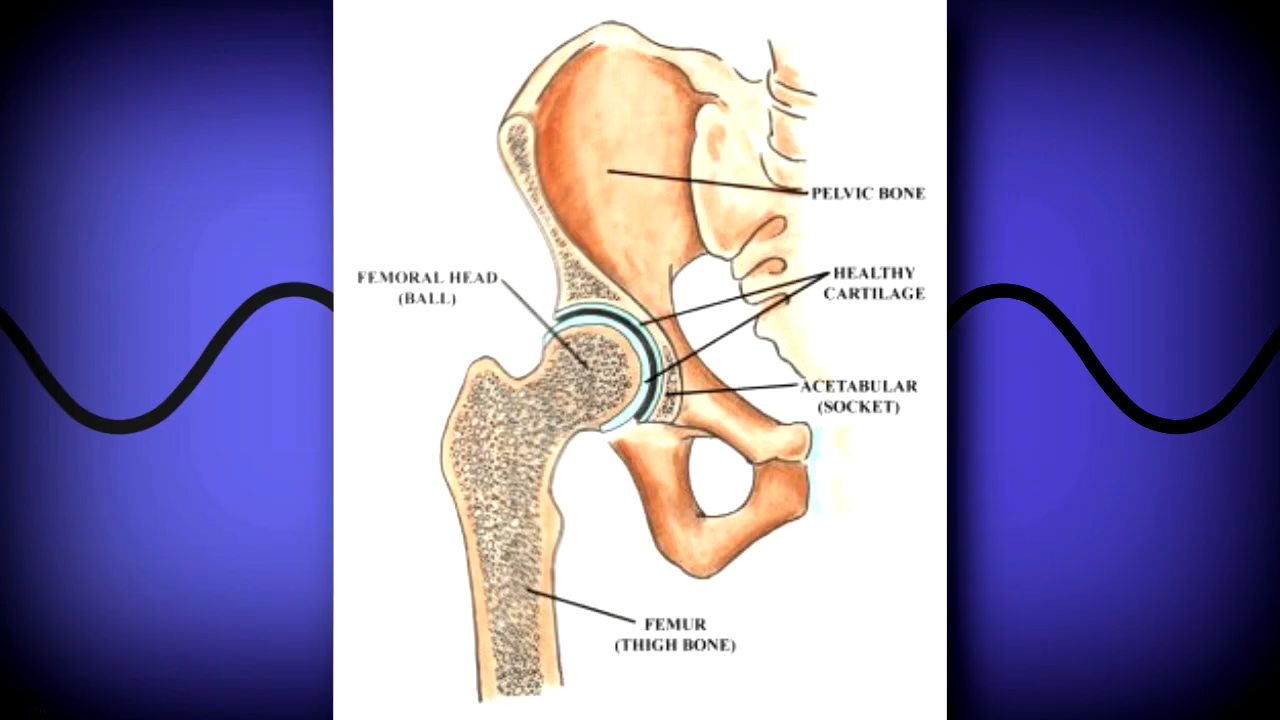 PELVIC BONE
FEMORAL HEAD
(BALL)
HEALTHY
CARTILAGE
ACETABULAR
(SOCKET)
FEMUR
(THIGH BONE)